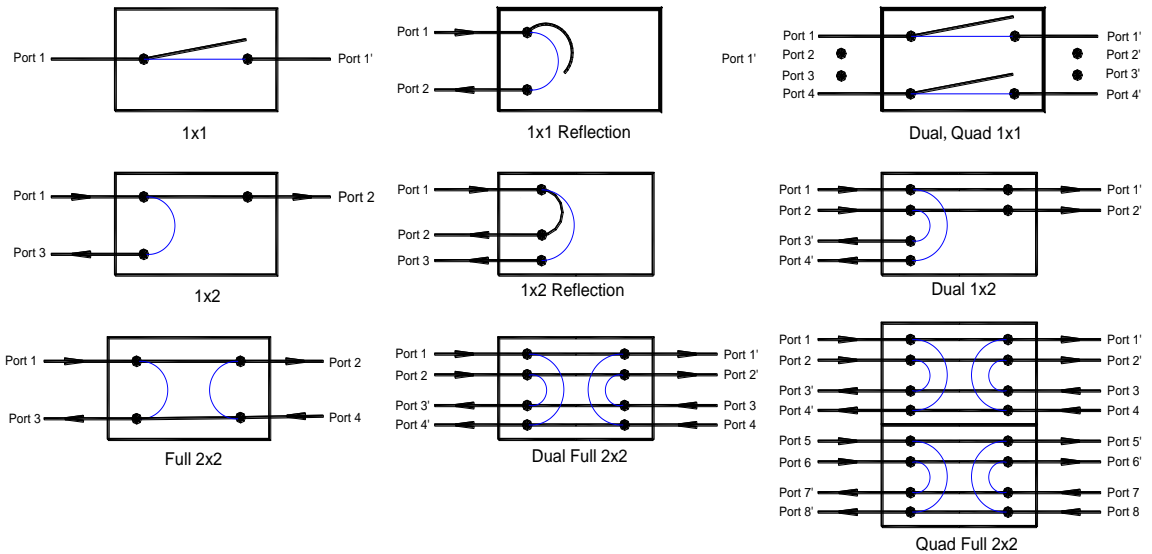 Port 1
Port 1'
1x1
Port 1
Port 2
1x1 Reflection
Port 1'
Port 1
Port 2
Port 3
Port 4
Port 1'
Port 2'
Port 3'
Port 4'
Dual, Quad 1x1
Port 1
Port 2
Port 3
1x2
Port 1
Port 2
Port 3
1x2 Reflection
Port 1
Port 2
Port 3'
Port 4'
Port 1'
Port 2'
Dual 1x2
Port 1
Port 2
Port 3
Port 4
Full 2x2
Port 1
Port 2
Port 3'
Port 4'
Port 1'
Port 2'
Port 3
Port 4
Dual Full 2x2
Port 1
Port 2
Port 3'
Port 4'
Port 5
Port 6
Port 7'
Port 8'
Port 1'
Port 2'
Port 3
Port 4
Port 5'
Port 6'
Port 7
Port 8
Quad Full 2x2